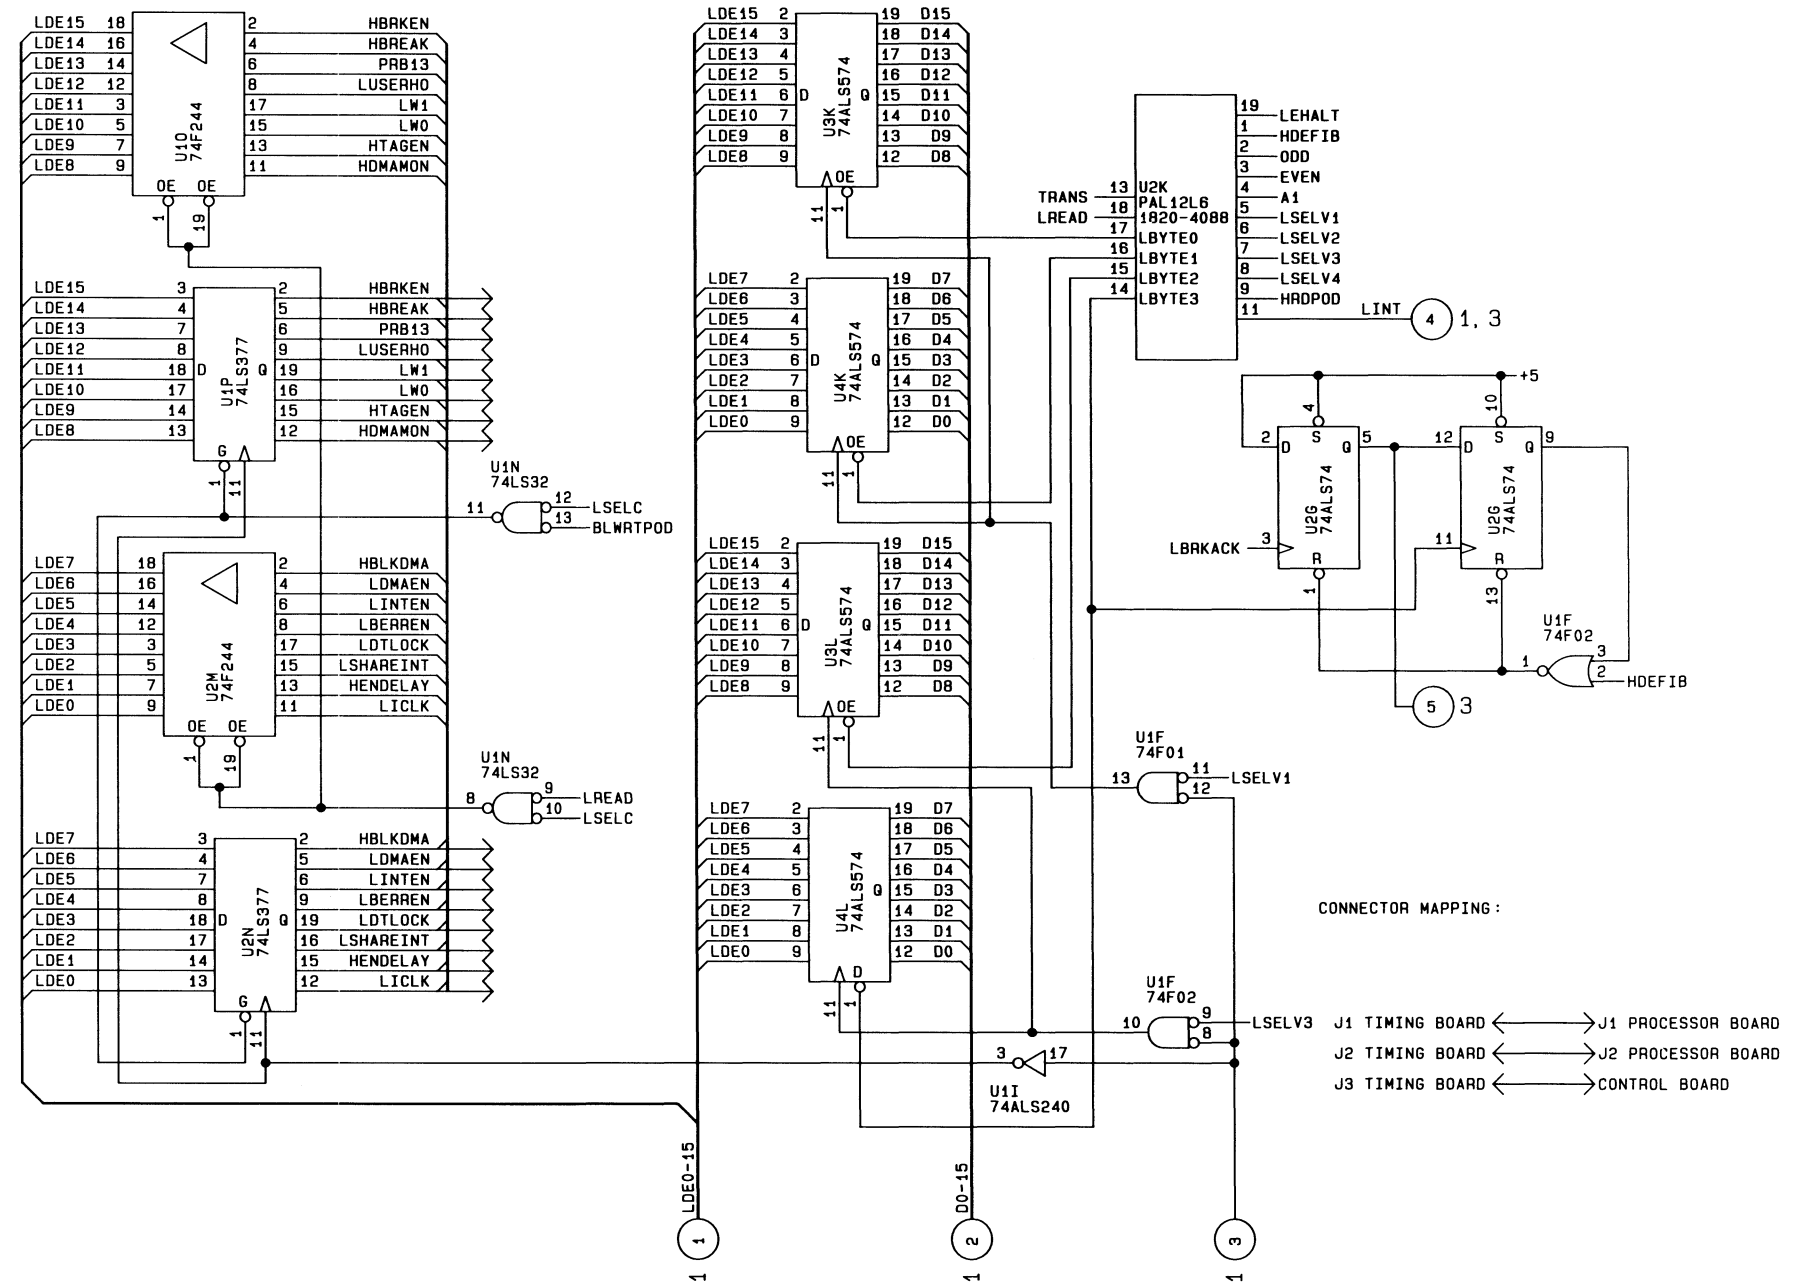 LDE15 18 2 HBRKEN
LDE14 16 4 HBREAK
LDE13 14 6 PRB13
LDE12 12 8 LUSERHO
LDE11 3 17 LW1
LDE10 5 15 LW0
LDE9 7 13 HTAGEN
LDE8 9 11 HDMAMON
U1O
74F244
OE OE
1 19
LDE15 3 2 HBRKEN
LDE14 4 5 HBREAK
LDE13 7 6 PRB13
LDE12 8 9 LUSERHO
LDE11 18 D Q 19 LW1
LDE10 17 16 LW0
LDE9 14 15 HTAGEN
LDE8 13 12 HDMAMON
U1P
74LS377
G
1 11
U1N
74LS32
11 12 LSELC
13 BLWRTPOD
LDE7 18 2 HBLKDMA
LDE6 16 4 LDMAEN
LDE5 14 6 LINTEN
LDE4 12 8 LBERREN
LDE3 3 17 LDTLOCK
LDE2 5 15 LSHAREINT
LDE1 7 13 HENDELAY
LDE0 9 11 LICLK
U2M
74F244
OE OE
1 19
U1N
74LS32
8 9 LREAD
10 LSELC
LDE7 3 2 HBLKDMA
LDE6 4 5 LDMAEN
LDE5 7 6 LINTEN
LDE4 8 9 LBERREN
LDE3 18 D Q 19 LDTLOCK
LDE2 17 16 LSHAREINT
LDE1 14 15 HENDELAY
LDE0 13 12 LICLK
U2N
74LS377
G
1 11
LDE15 2 19 D15
LDE14 3 18 D14
LDE13 4 17 D13
LDE12 5 16 D12
LDE11 6 D Q 15 D11
LDE10 7 14 D10
LDE9 8 13 D9
LDE8 9 12 D8
U3K
74ALS574
OE
11 1
LDE7 2 19 D7
LDE6 3 18 D6
LDE5 4 17 D5
LDE4 5 16 D4
LDE3 6 D Q 15 D3
LDE2 7 14 D2
LDE1 8 13 D1
LDE0 9 12 D0
U4K
74ALS574
OE
11 1
LDE15 2 19 D15
LDE14 3 18 D14
LDE13 4 17 D13
LDE12 5 16 D12
LDE11 6 D Q 15 D11
LDE10 7 14 D10
LDE9 8 13 D9
LDE8 9 12 D8
U3L
74ALS574
OE
11 1
LDE7 2 19 D7
LDE6 3 18 D6
LDE5 4 17 D5
LDE4 5 16 D4
LDE3 6 Q 15 D3
LDE2 7 14 D2
LDE1 8 13 D1
LDE0 9 12 D0
U4L
74ALS574
D
11 1
TRANS 13 U2K
PAL12L6
LREAD 18 1820-4088
17 LBYTE0
16 LBYTE1
15 LBYTE2
14 LBYTE3
19 LEHALT
1 HDEFIB
2 ODD
3 EVEN
4 A1
5 LSELV1
6 LSELV2
7 LSELV3
8 LSELV4
9 HRDPOD
11 LINT 4 1, 3
+5
4 10
2 D S Q 5 12 D S Q 9
U2G
74ALS74
U2G
74ALS74
LBRKACK 3 11
R R
1 13
U1F
74F02
1 3
2 HDEFIB
5 3
U1F
74F01
13 11 LSELV1
12
U1F
74F02
10 9 LSELV3
8
3 17
U1I
74ALS240
CONNECTOR MAPPING:
J1 TIMING BOARD J1 PROCESSOR BOARD
J2 TIMING BOARD J2 PROCESSOR BOARD
J3 TIMING BOARD CONTROL BOARD
LDE0-15 D0-15
1 2 3
1 1 1